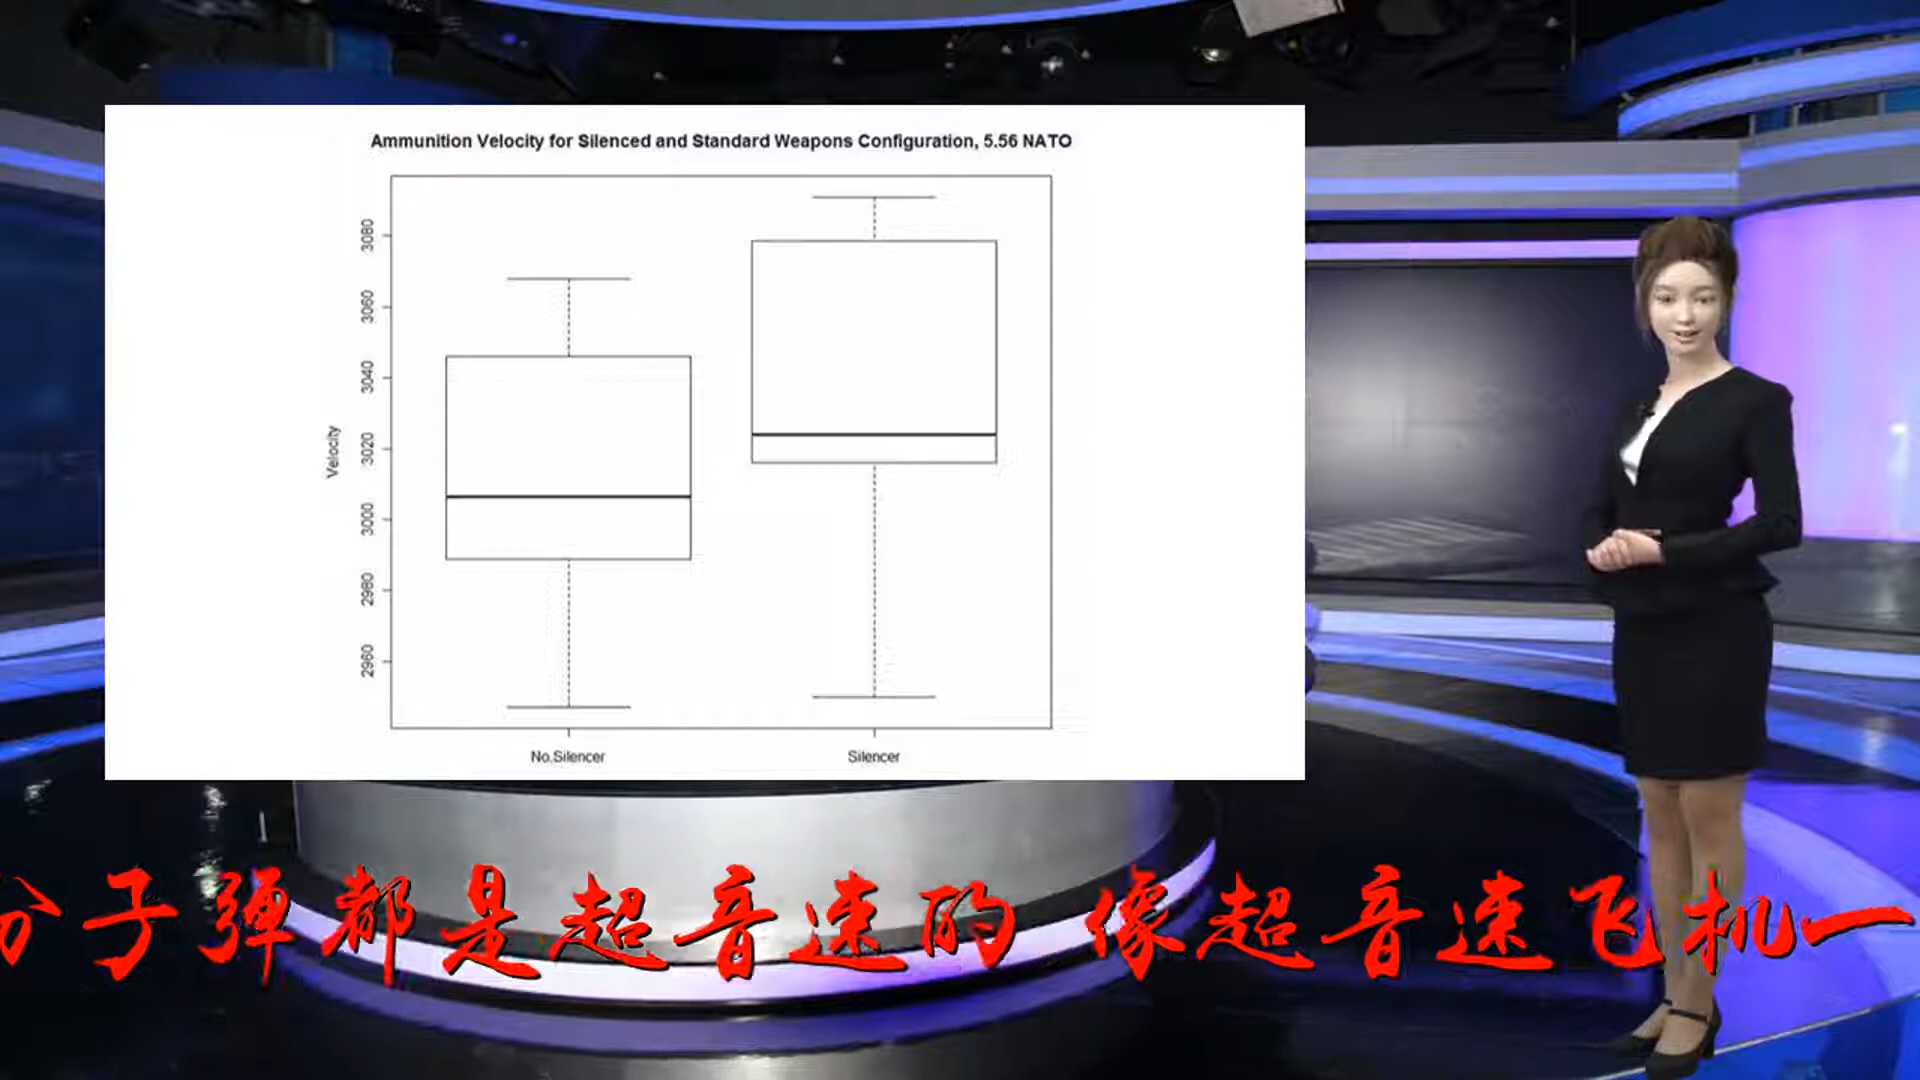 Ammunition Velocity for Silenced and Standard Weapons Configuration, 5.56 NATO
3080
3060
3040
3020
3000
2980
2960
Velocity
No.Silencer
Silencer
分子弹都是超音速的 像超音速飞机一